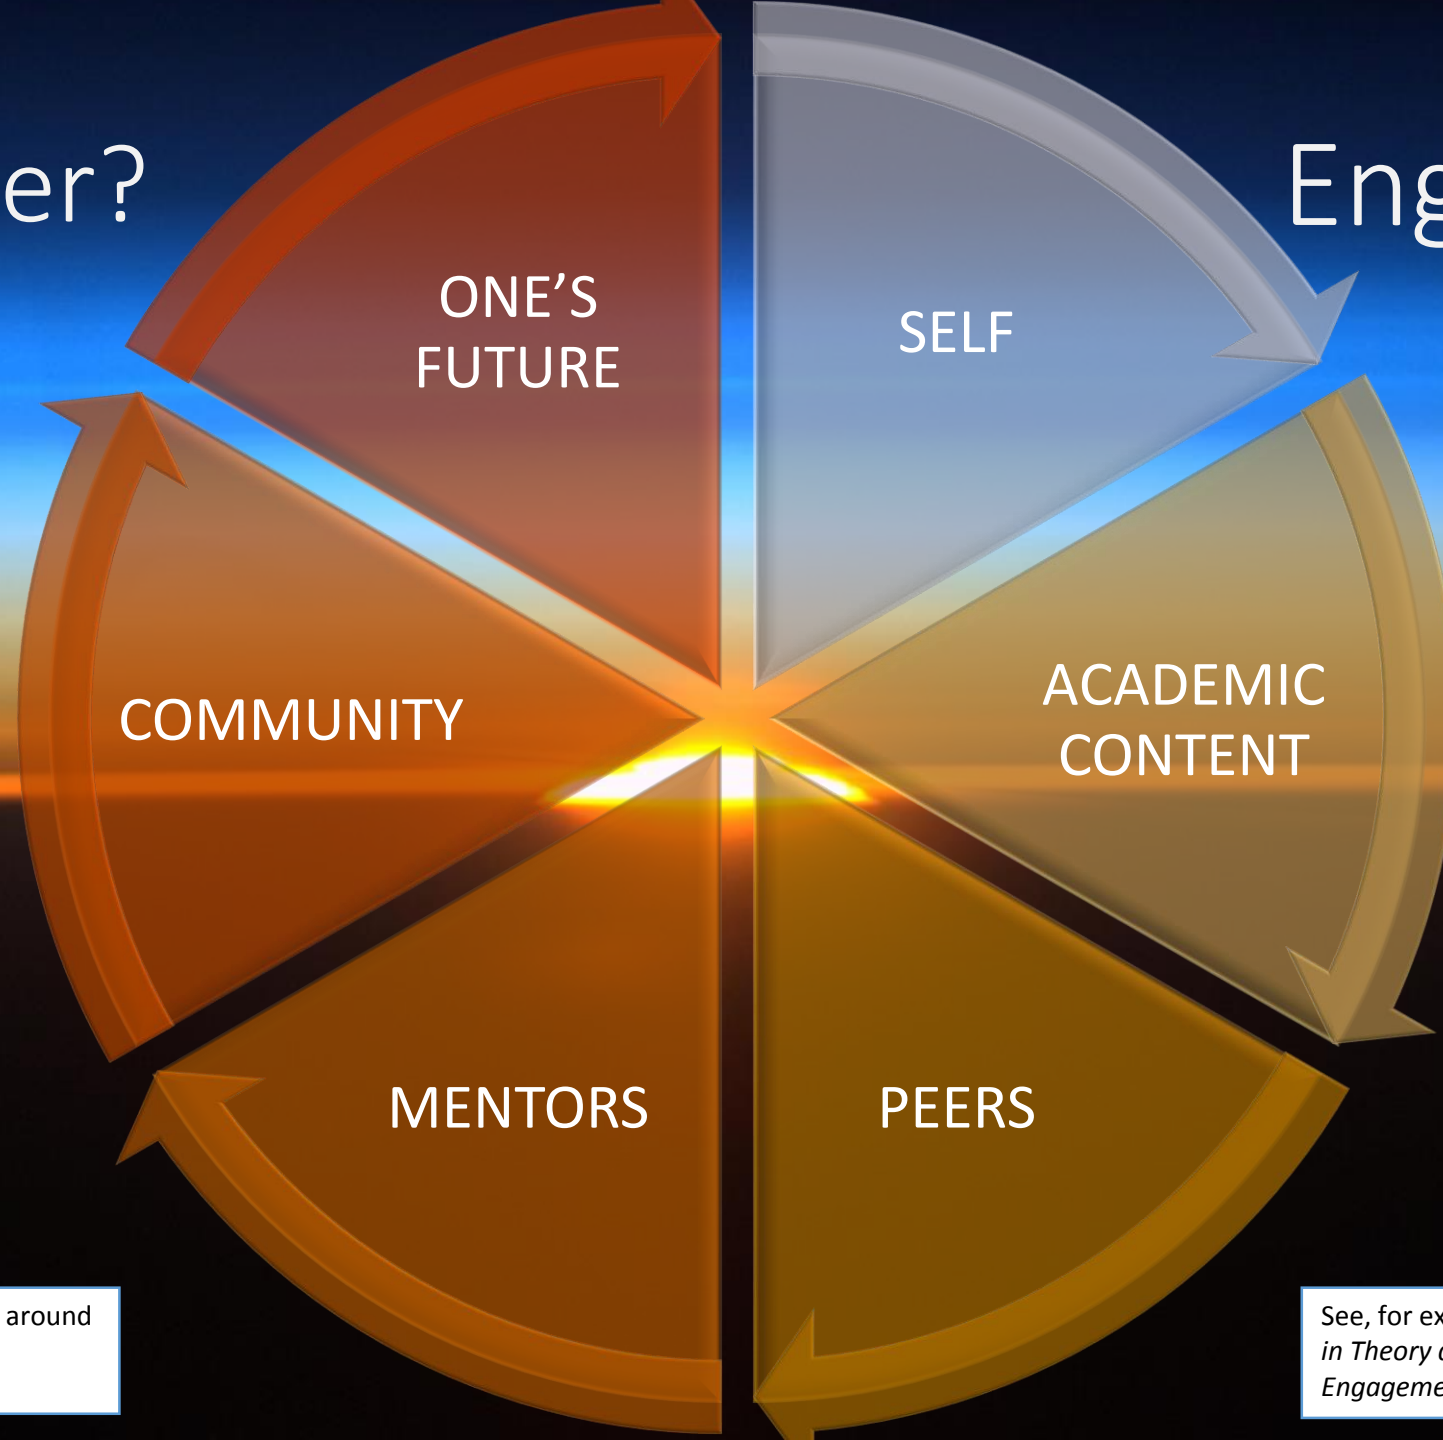 er?
Eng
ONE’S
FUTURE
SELF
COMMUNITY
ACADEMIC
CONTENT
MENTORS
PEERS
around
See, for ex
in Theory
Engageme